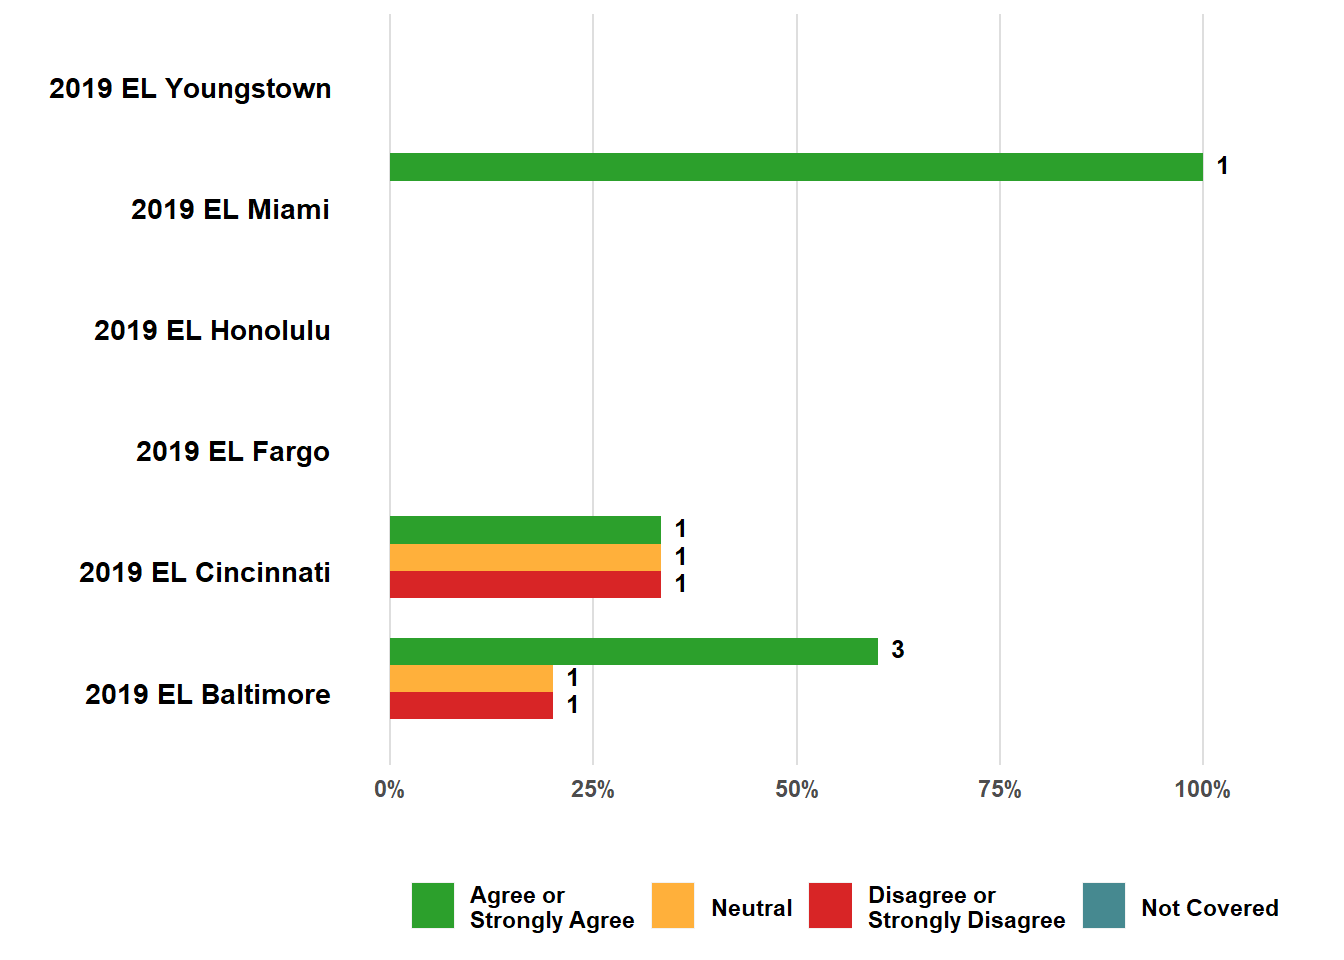 2019 EL Youngstown
1
2019 EL Miami
2019 EL Honolulu
2019 EL Fargo
1
1
2019 EL Cincinnati
1
3
1
2019 EL Baltimore
1
0% 25% 50% 75% 100%
Agree or
Strongly Agree
Neutral
Disagree or
Strongly Disagree
Not Covered